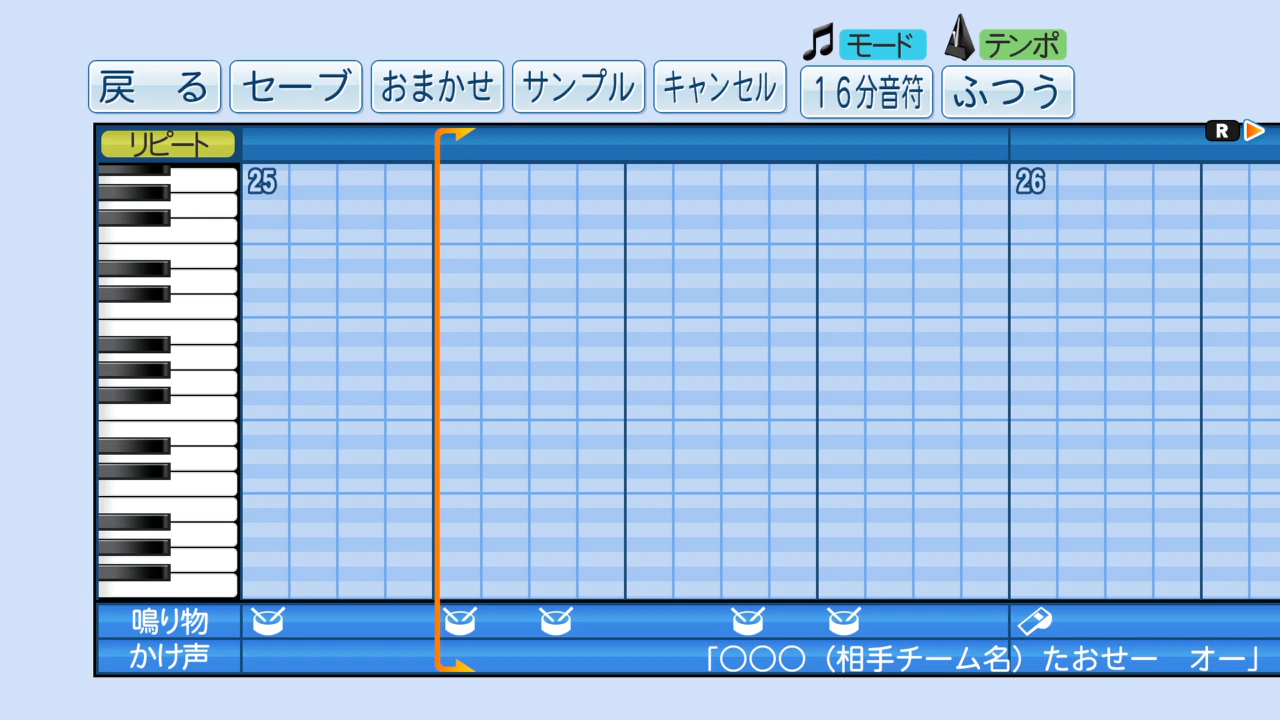 モード テンポ
戻　る セーブ おまかせ サンプル キャンセル 16分音符 ふつう
リピート R
25 26
鳴り物
かけ声 「○○○（相手チーム名）たおせー　オー」